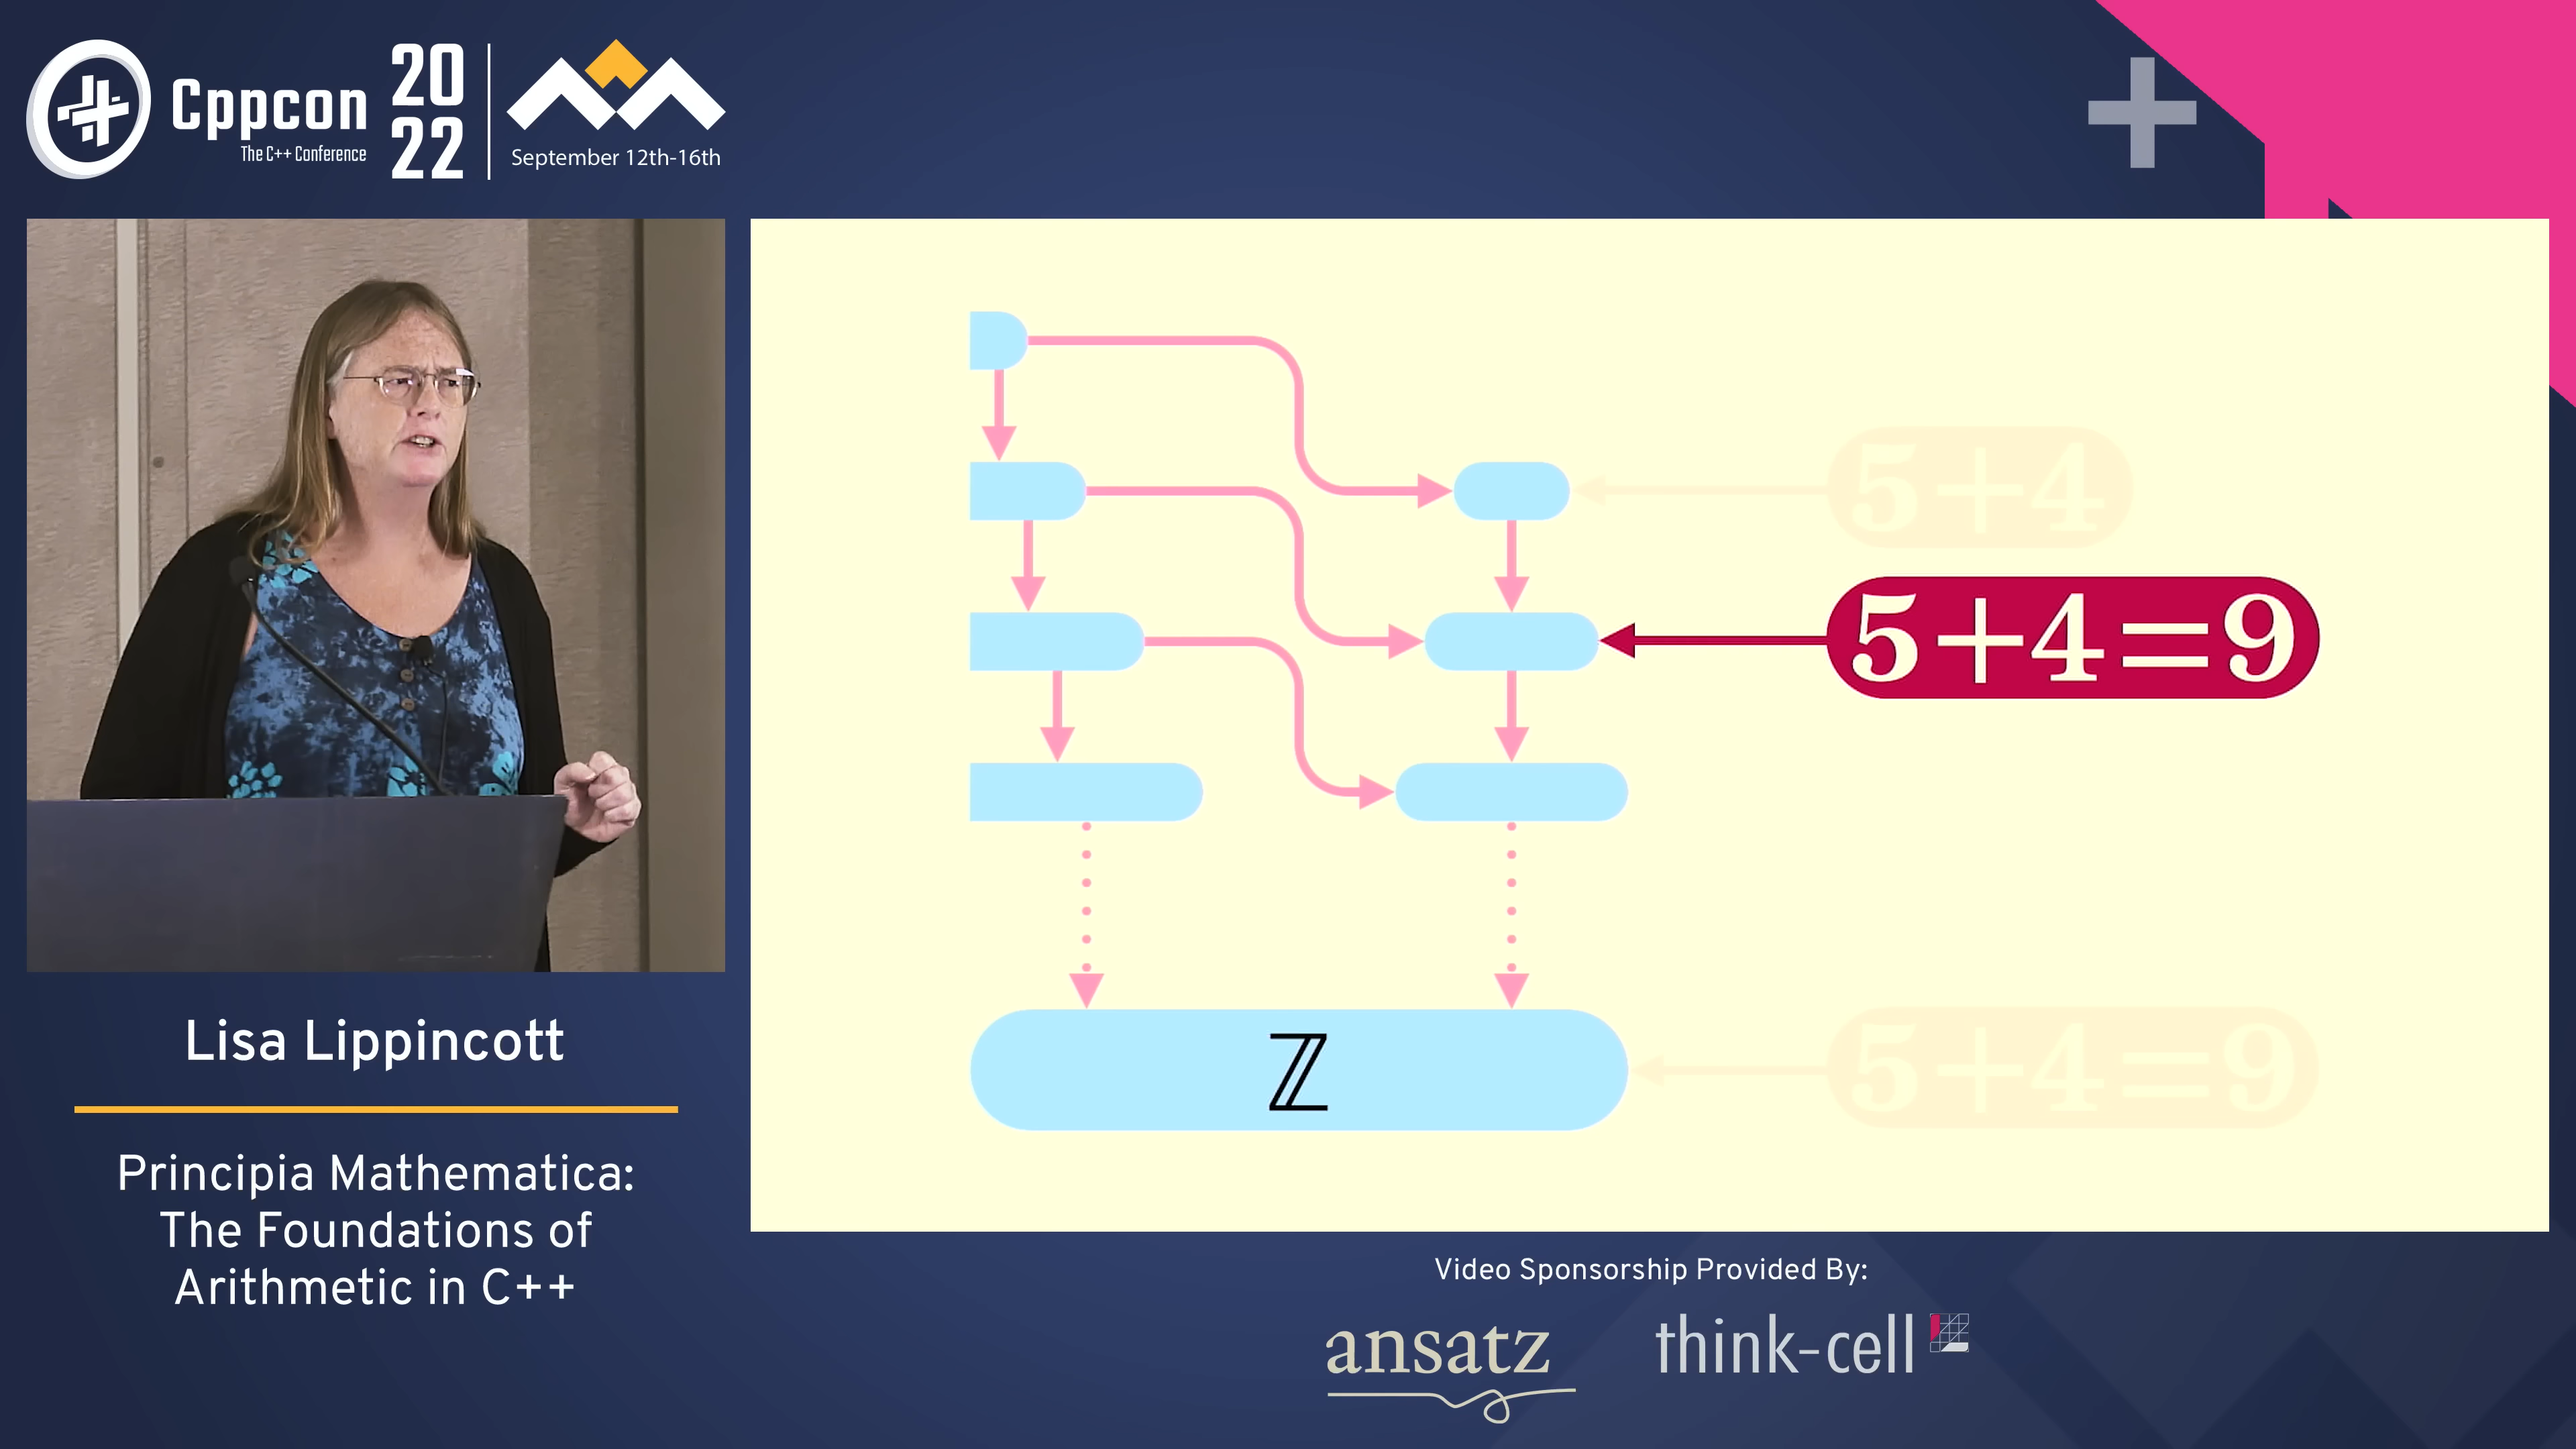 Cppcon
The C++ Conference
20
22
September 12th-16th
5+4
5+4=9
ℤ
5+4=9
Lisa Lippincott
Principia Mathematica:
The Foundations of
Arithmetic in C++
Video Sponsorship Provided By:
ansatz
think-cell